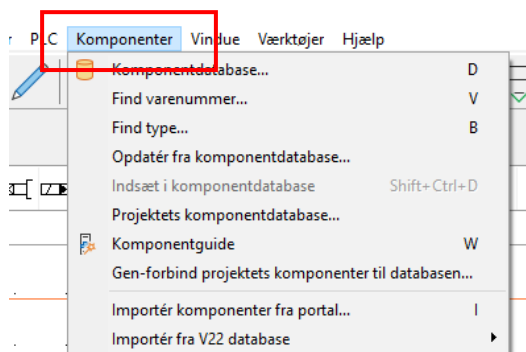 PLC Komponenter Vindue Værktøjer Hjælp
Komponentdatabase... D
Find varenummer... V
Find type... B
Opdatér fra komponentdatabase...
Indsæt i komponentdatabase Shift+Ctrl+D
Projektets komponentdatabase...
Komponentguide W
Gen-forbind projektets komponenter til databasen...
Importér komponenter fra portal... I
Importér fra V22 database